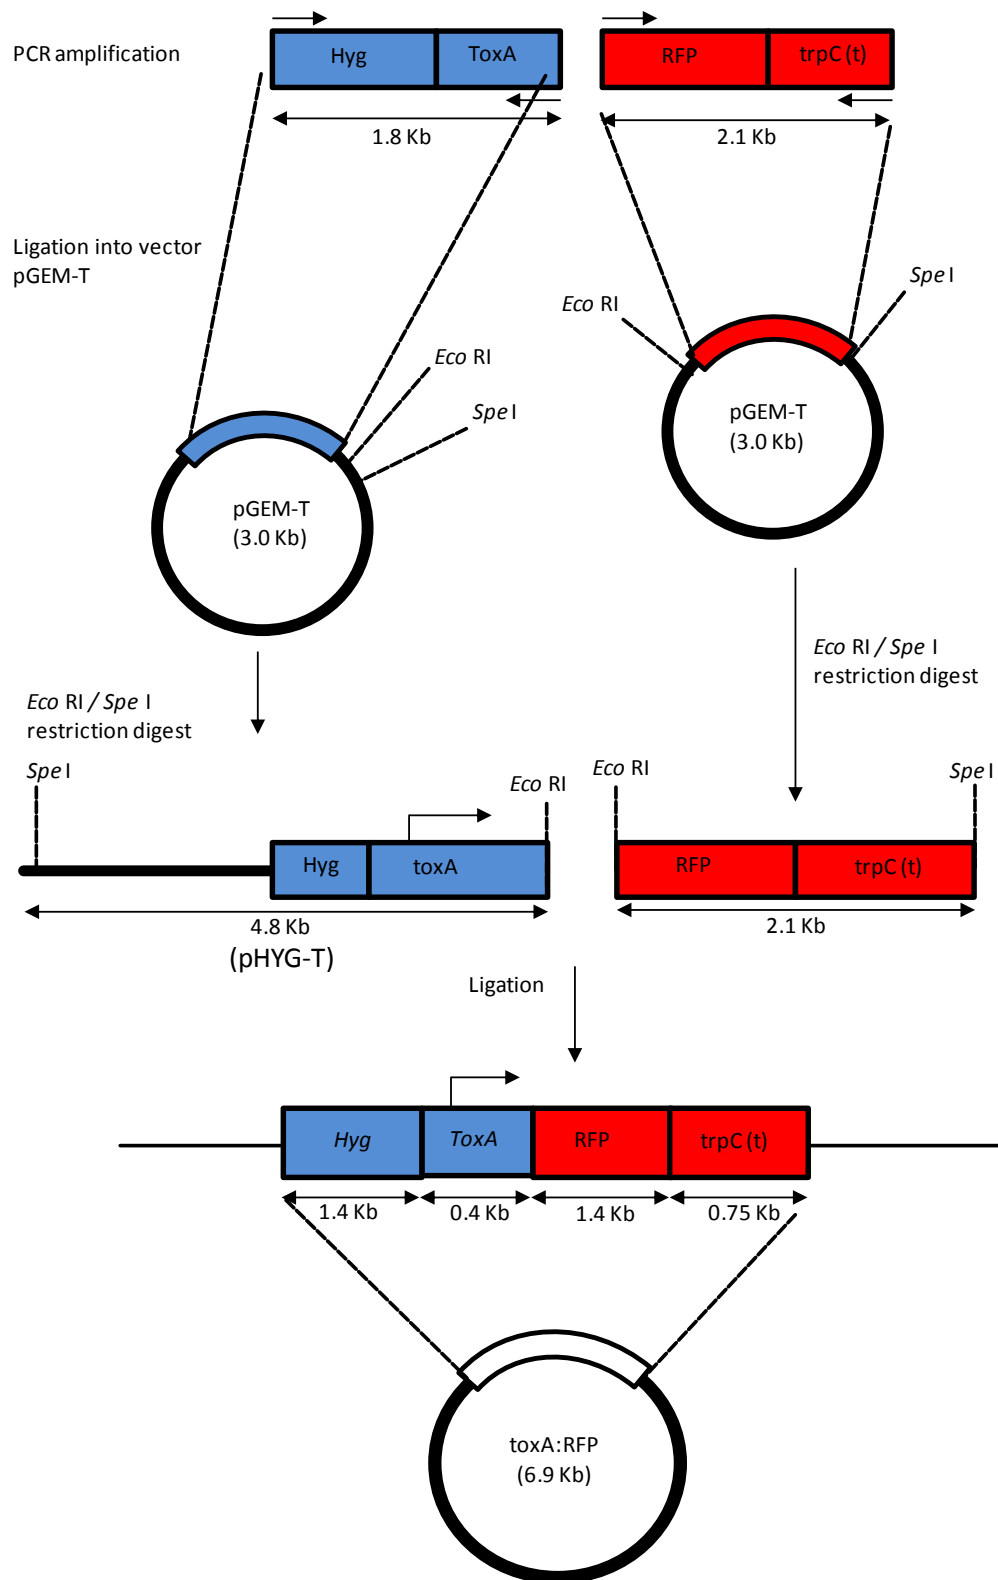 PCR amplification
Hyg
ToxA
RFP
trpC (t)
1.8 Kb
2.1 Kb
Ligation into vector
pGEM-T
Eco RI
Spe I
Eco RI
Spe I
pGEM-T
(3.0 Kb)
pGEM-T
(3.0 Kb)
Eco RI / Spe I
restriction digest
Eco RI / Spe I
restriction digest
Spe I
Eco RI
Eco RI
Spe I
Hyg
toxA
RFP
trpC (t)
4.8 Kb
2.1 Kb
(pHYG-T)
Ligation
Hyg
ToxA
RFP
trpC (t)
1.4 Kb
0.4 Kb
1.4 Kb
0.75 Kb
toxA:RFP
(6.9 Kb)